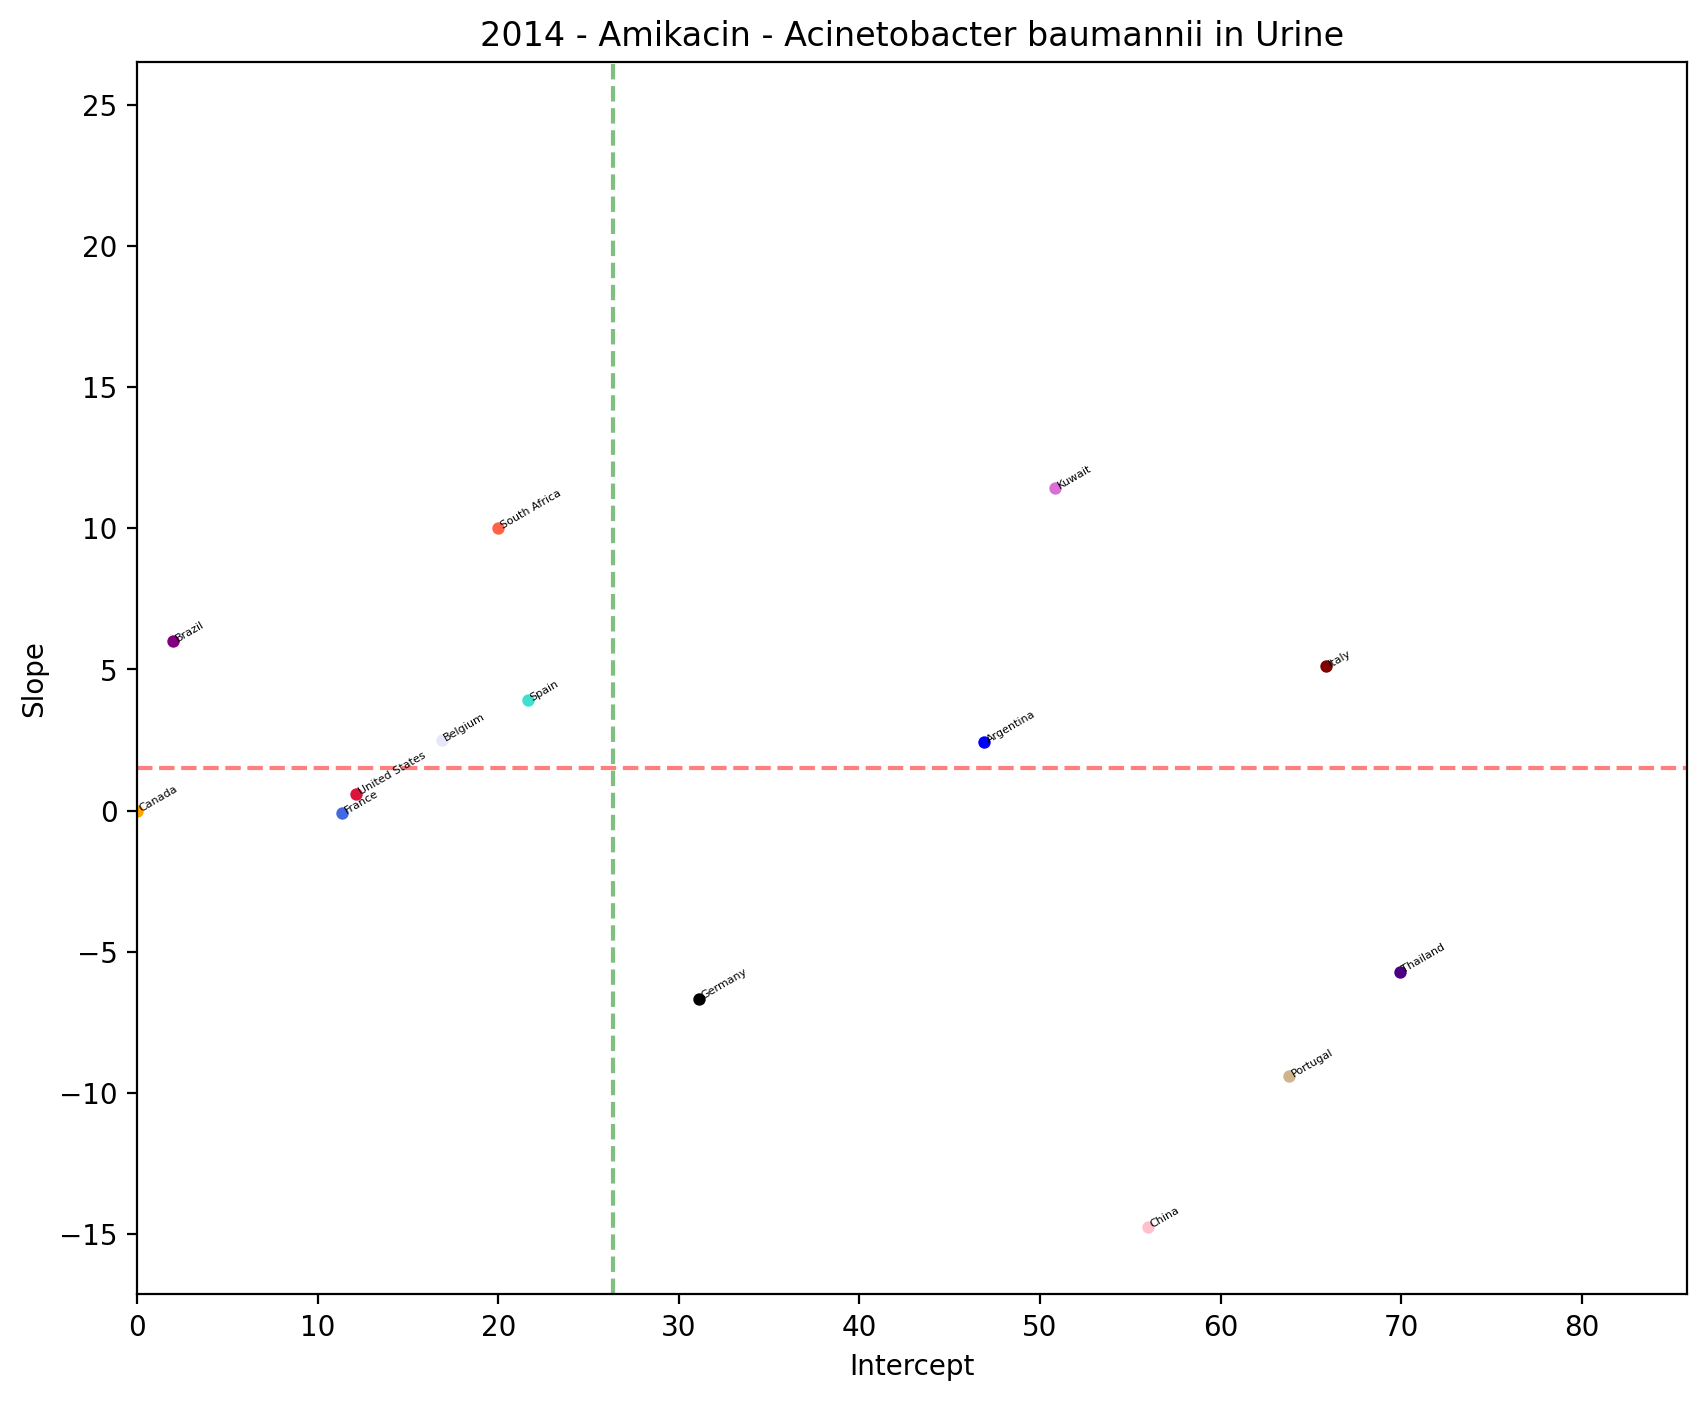 2014 - Amikacin - Acinetobacter baumannii in Urine
25
20
15
10
5
0
−5
−10
−15
Slope
Kuwait
South Africa
Brazil
Italy
Spain
Argentina
Belgium
United States
France
Canada
Thailand
Germany
Portugal
China
0 10 20 30 40 50 60 70 80
Intercept